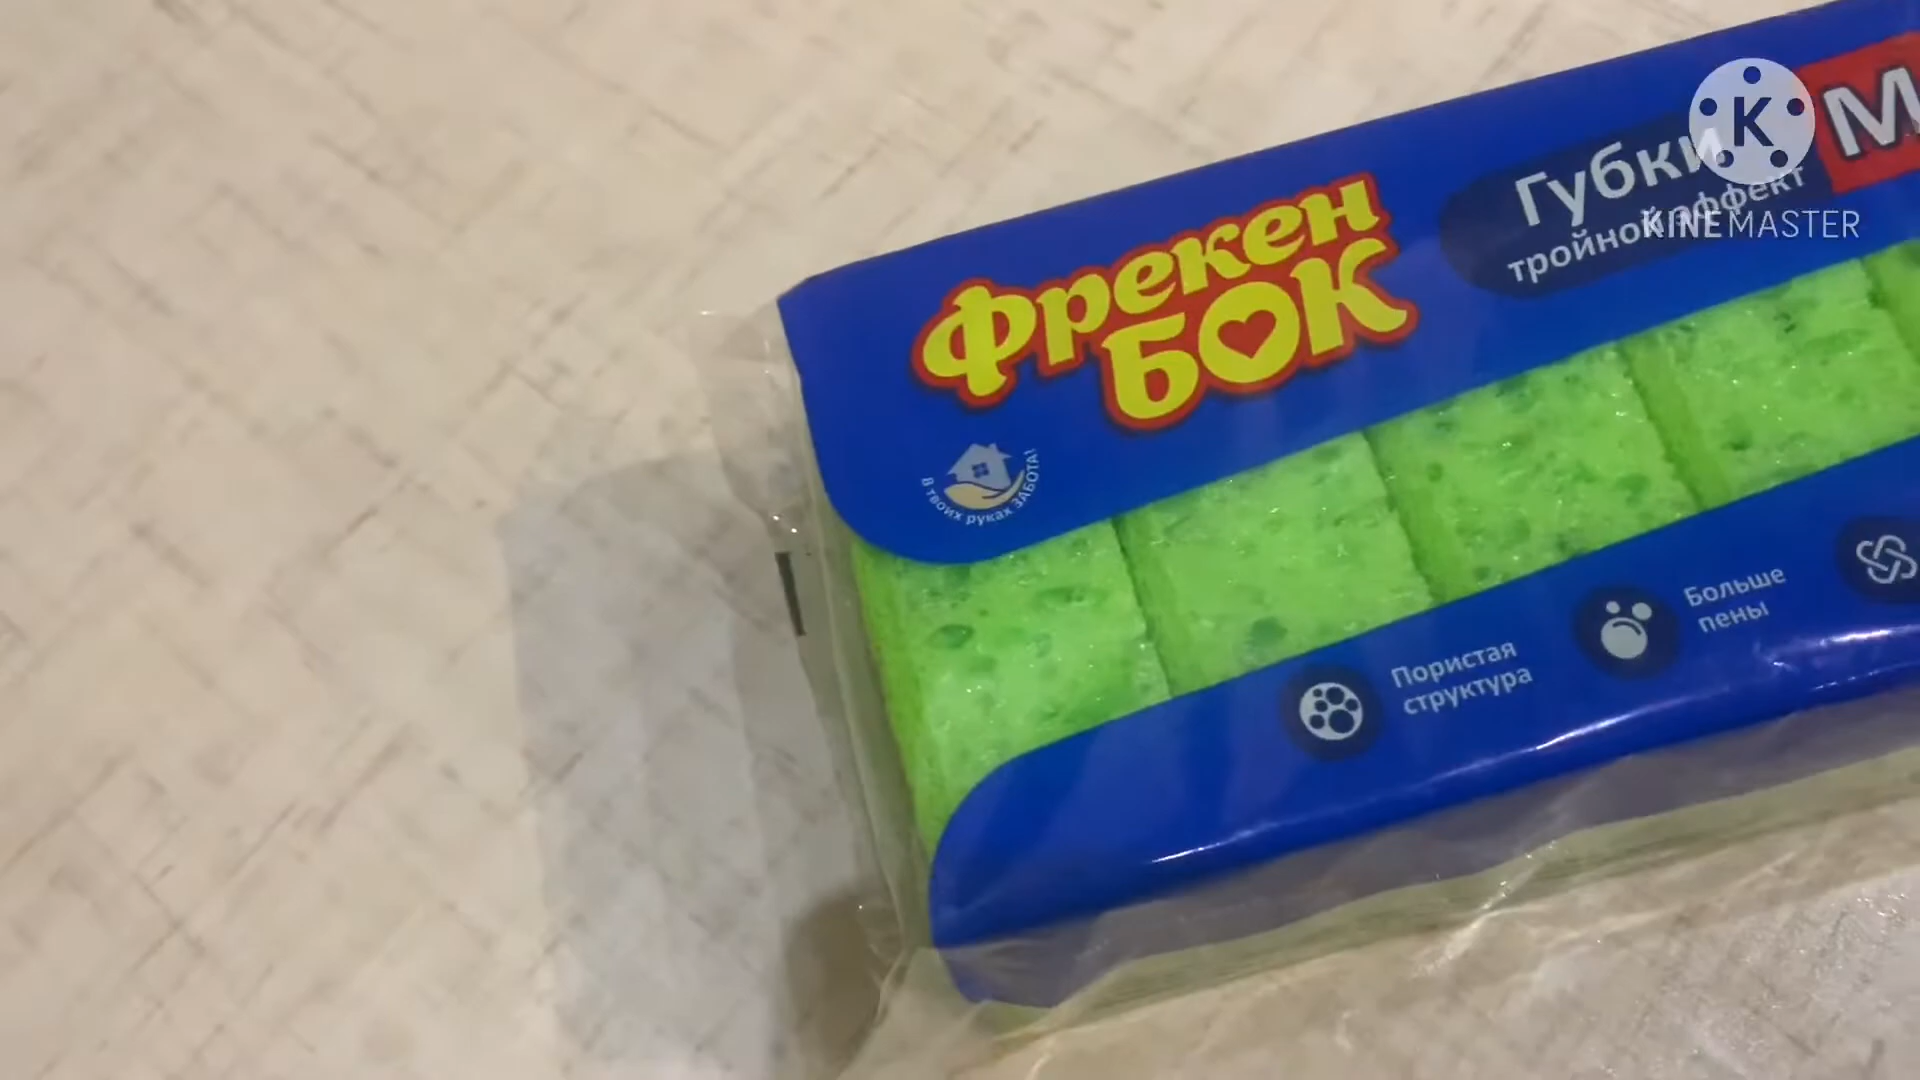 Фрекен
БОК
Губки
тройной эффект
М
В твоих руках ЗАБОТА!
Пористая
структура
Больше
пены
K
KINEMASTER